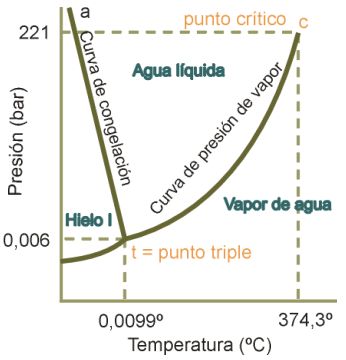 a
punto crítico
c
221
Agua líquida
Curva de congelación
Curva de presión de vapor
Presión (bar)
Hielo I
Vapor de agua
0,006
t = punto triple
0,0099º
374,3º
Temperatura (ºC)